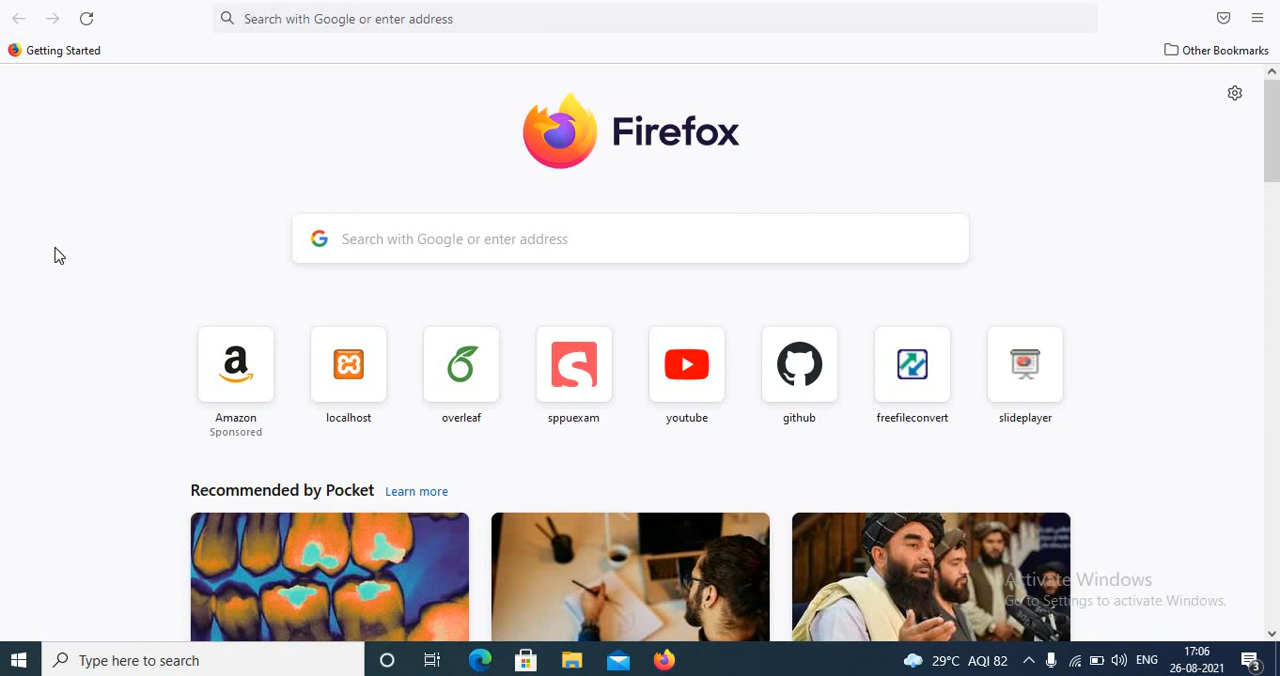 Search with Google or enter address
Getting Started
Other Bookmarks
Firefox
Search with Google or enter address
Amazon
Sponsored
localhost
overleaf
sppuexam
youtube
github
freefileconvert
slideplayer
Recommended by Pocket Learn more
Activate Windows
Go to Settings to activate Windows.
Type here to search
29°C AQI 82
ENG
17:06
26-08-2021
3